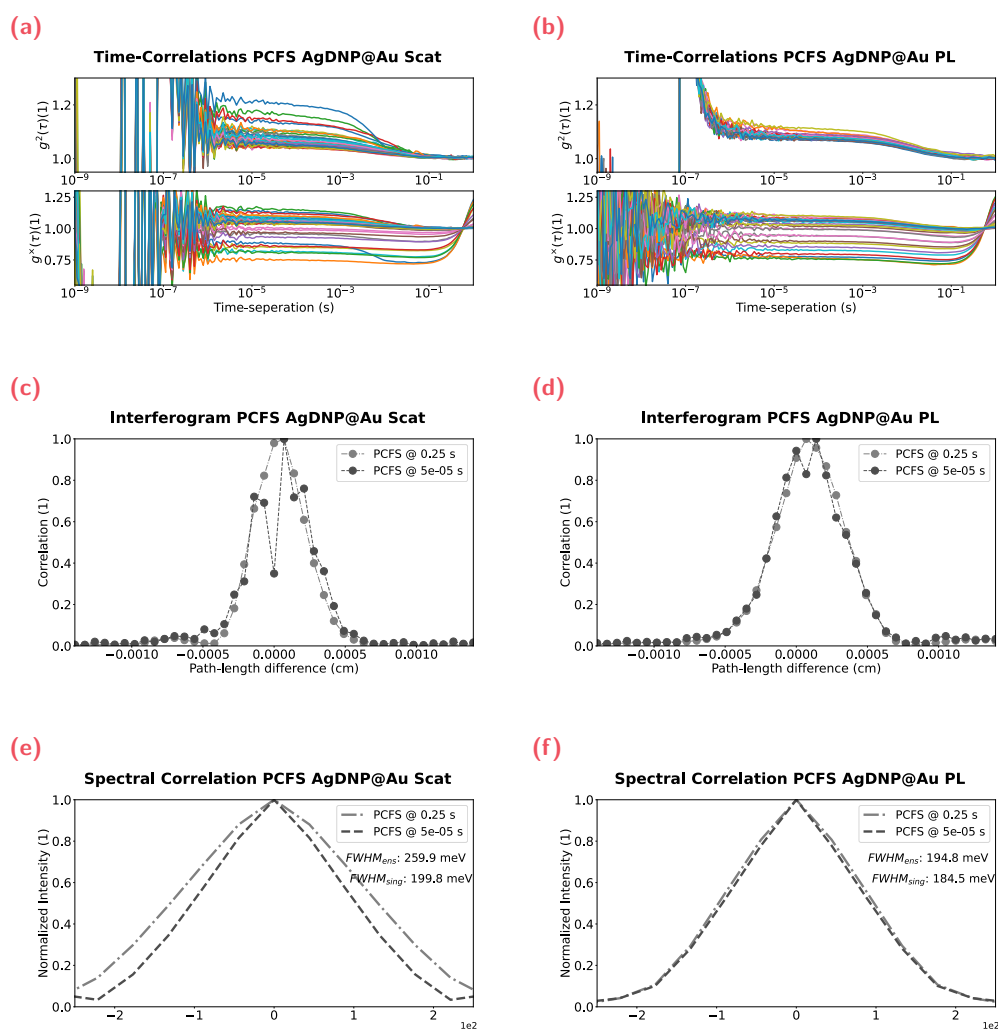 (a)
(b)
Time-Correlations PCFS AgDNP@Au Scat
Time-Correlations PCFS AgDNP@Au PL
g²(τ)(1)
1.2
1.0
10⁻⁹ 10⁻⁷ 10⁻⁵ 10⁻³ 10⁻¹
g²(τ)(1)
1.2
1.0
10⁻⁹ 10⁻⁷ 10⁻⁵ 10⁻³ 10⁻¹
gˣ(τ)(1)
1.25
1.00
0.75
10⁻⁹ 10⁻⁷ 10⁻⁵ 10⁻³ 10⁻¹
Time-seperation (s)
gˣ(τ)(1)
1.25
1.00
0.75
10⁻⁹ 10⁻⁷ 10⁻⁵ 10⁻³ 10⁻¹
Time-seperation (s)
(c)
(d)
Interferogram PCFS AgDNP@Au Scat
Interferogram PCFS AgDNP@Au PL
Correlation (1)
1.0
0.8
0.6
0.4
0.2
0.0
PCFS @ 0.25 s
PCFS @ 5e-05 s
−0.0010 −0.0005 0.0000 0.0005 0.0010
Path-length difference (cm)
Correlation (1)
1.0
0.8
0.6
0.4
0.2
0.0
PCFS @ 0.25 s
PCFS @ 5e-05 s
−0.0010 −0.0005 0.0000 0.0005 0.0010
Path-length difference (cm)
(e)
(f)
Spectral Correlation PCFS AgDNP@Au Scat
Spectral Correlation PCFS AgDNP@Au PL
Normalized Intensity (1)
1.0
0.8
0.6
0.4
0.2
0.0
PCFS @ 0.25 s
PCFS @ 5e-05 s
FWHMₑₙₛ: 259.9 meV
FWHM_sing: 199.8 meV
−2 −1 0 1 2
1e2
Normalized Intensity (1)
1.0
0.8
0.6
0.4
0.2
0.0
PCFS @ 0.25 s
PCFS @ 5e-05 s
FWHMₑₙₛ: 194.8 meV
FWHM_sing: 184.5 meV
−2 −1 0 1 2
1e2